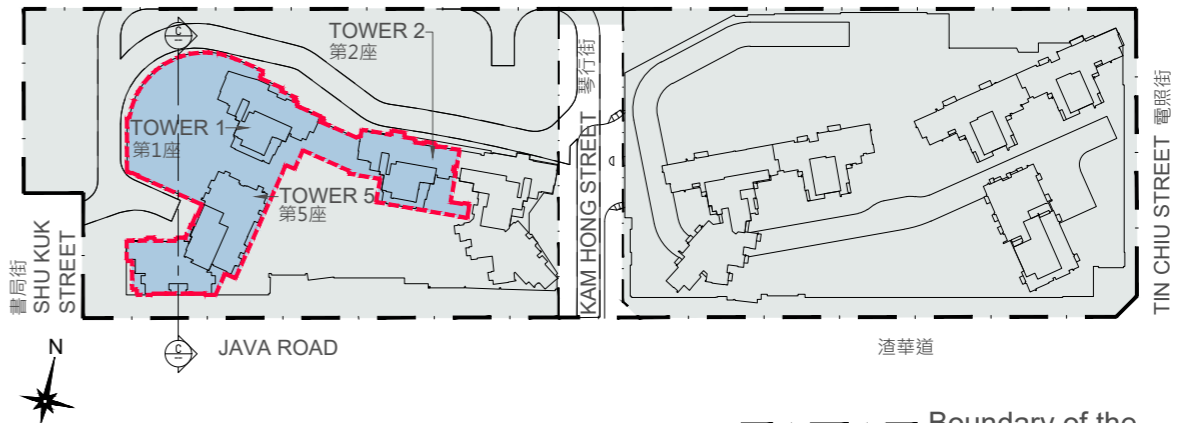 C
TOWER 2
第2座
TOWER 1
第1座
TOWER 5
第5座
書局街
SHU KUK
STREET
琴行街
KAM HONG STREET
TIN CHIU STREET 電照街
C
JAVA ROAD
渣華道
N
Boundary of the